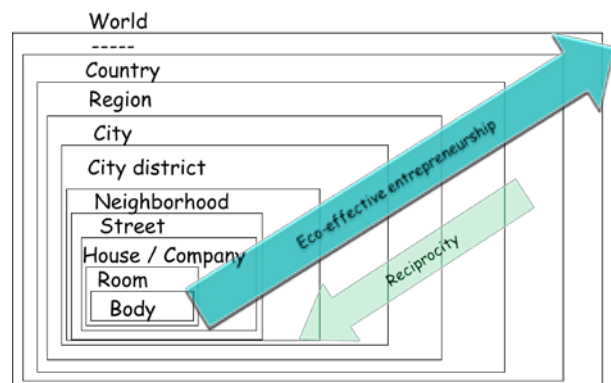 World
-----
Country
Region
City
City district
Neighborhood
Street
House / Company
Room
Body
Eco-effective entrepreneurship
Reciprocity